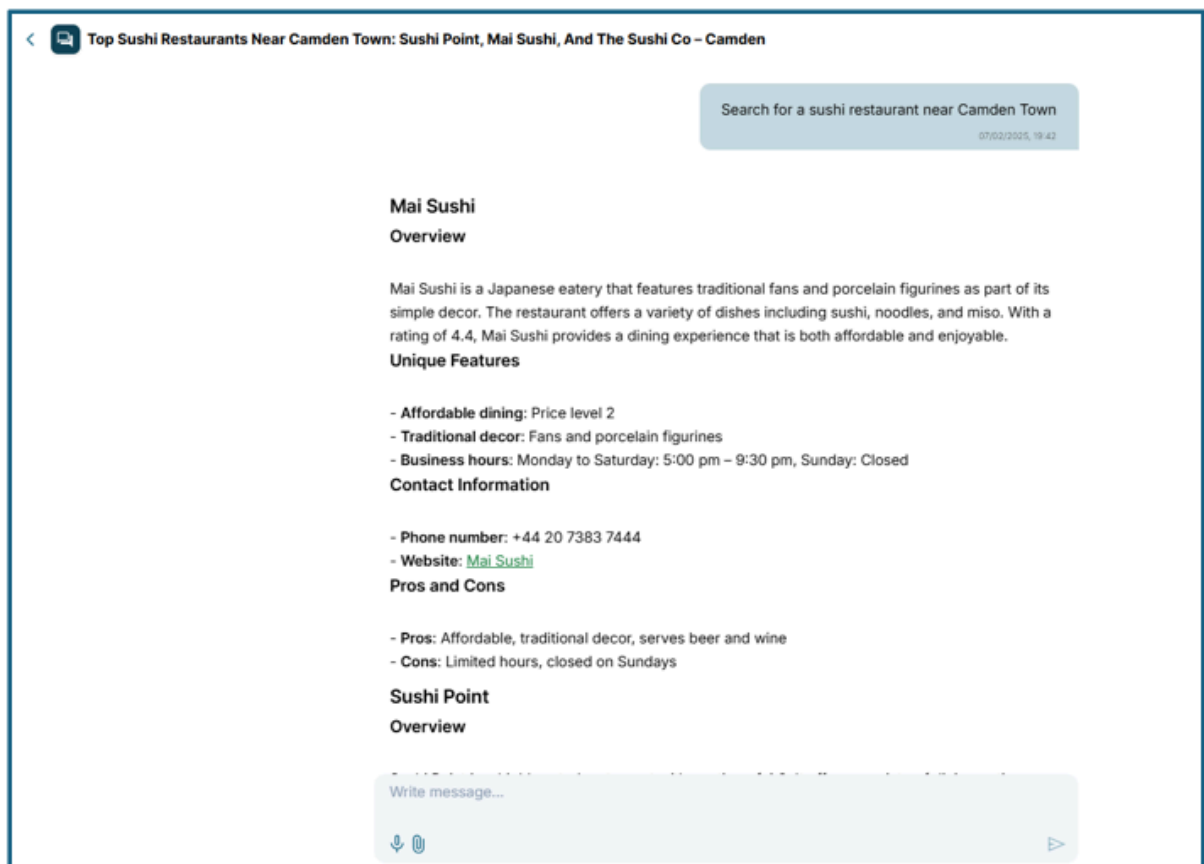 Top Sushi Restaurants Near Camden Town: Sushi Point, Mai Sushi, And The Sushi Co – Camden
Search for a sushi restaurant near Camden Town
07/02/2025, 19:42
Mai Sushi
Overview
Mai Sushi is a Japanese eatery that features traditional fans and porcelain figurines as part of its
simple decor. The restaurant offers a variety of dishes including sushi, noodles, and miso. With a
rating of 4.4, Mai Sushi provides a dining experience that is both affordable and enjoyable.
Unique Features
- Affordable dining: Price level 2
- Traditional decor: Fans and porcelain figurines
- Business hours: Monday to Saturday: 5:00 pm – 9:30 pm, Sunday: Closed
Contact Information
- Phone number: +44 20 7383 7444
- Website: Mai Sushi
Pros and Cons
- Pros: Affordable, traditional decor, serves beer and wine
- Cons: Limited hours, closed on Sundays
Sushi Point
Overview
Write message...